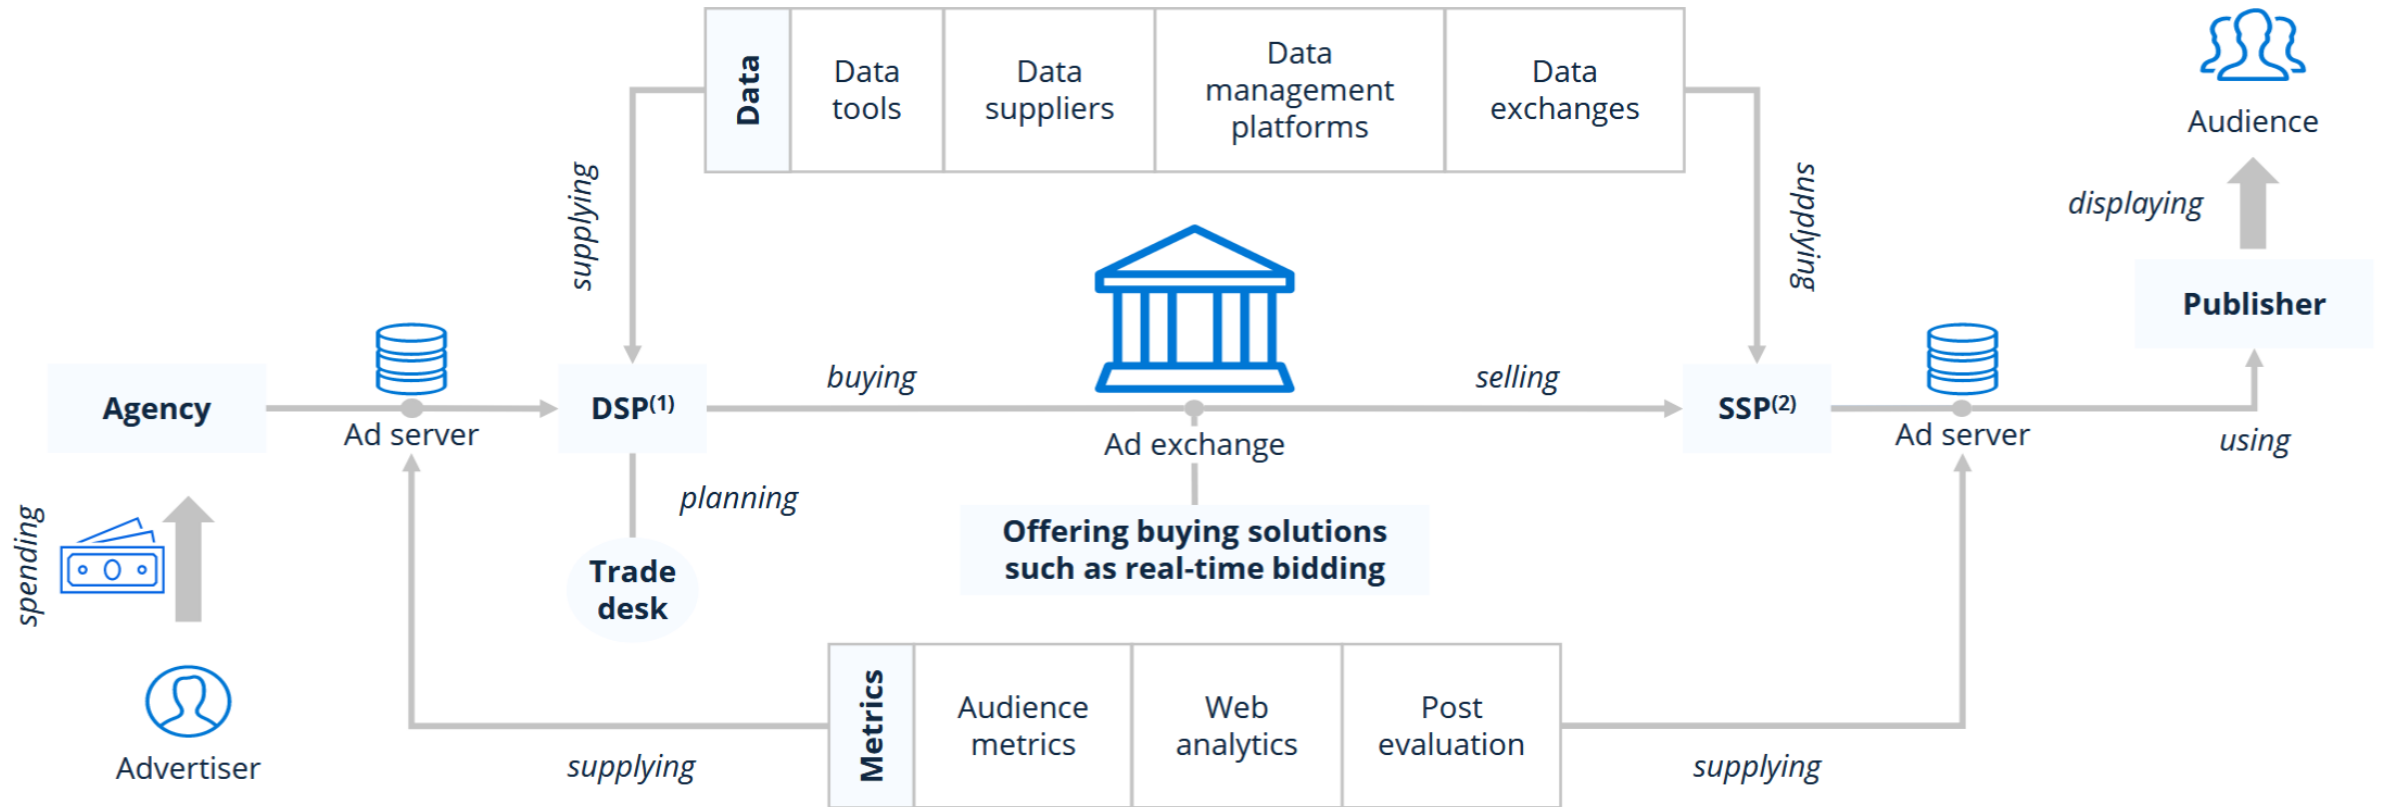 Data
Data
tools
Data
suppliers
Data
management
platforms
Data
exchanges
Audience
supplying
supplying
displaying
Publisher
Agency
Ad server
DSP(1)
buying
Ad exchange
selling
SSP(2)
Ad server
using
planning
Trade
desk
Offering buying solutions
such as real-time bidding
spending
Advertiser
supplying
Metrics
Audience
metrics
Web
analytics
Post
evaluation
supplying